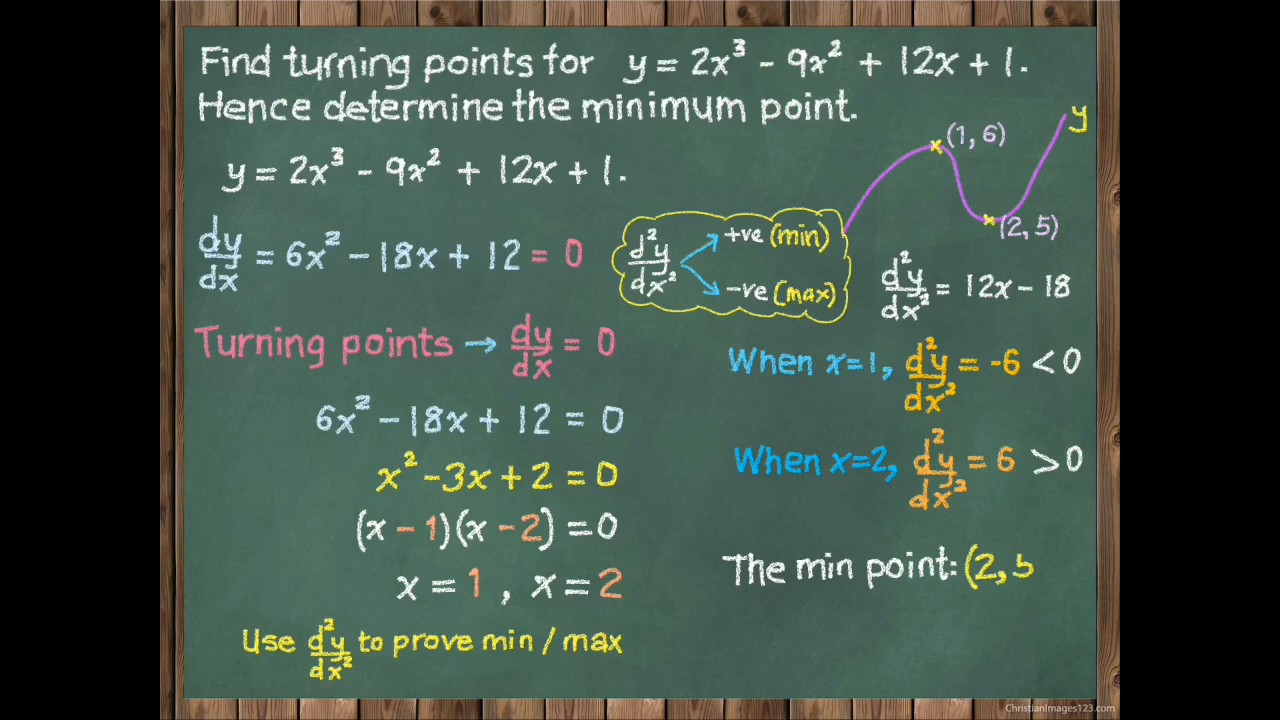 Find turning points for y = 2x³ - 9x² + 12x + 1.
Hence determine the minimum point.
y = 2x³ - 9x² + 12x + 1.
dy/dx = 6x² - 18x + 12 = 0
Turning points → dy/dx = 0
6x² - 18x + 12 = 0
x² - 3x + 2 = 0
(x - 1)(x - 2) = 0
x = 1 , x = 2
Use d²y/dx² to prove min / max
y
(1, 6)
(2, 5)
d²y/dx²
+ve (min)
-ve (max)
d²y/dx² = 12x - 18
When x=1, d²y/dx² = -6 < 0
When x=2, d²y/dx² = 6 > 0
The min point: (2, 5
ChristianImages123.com